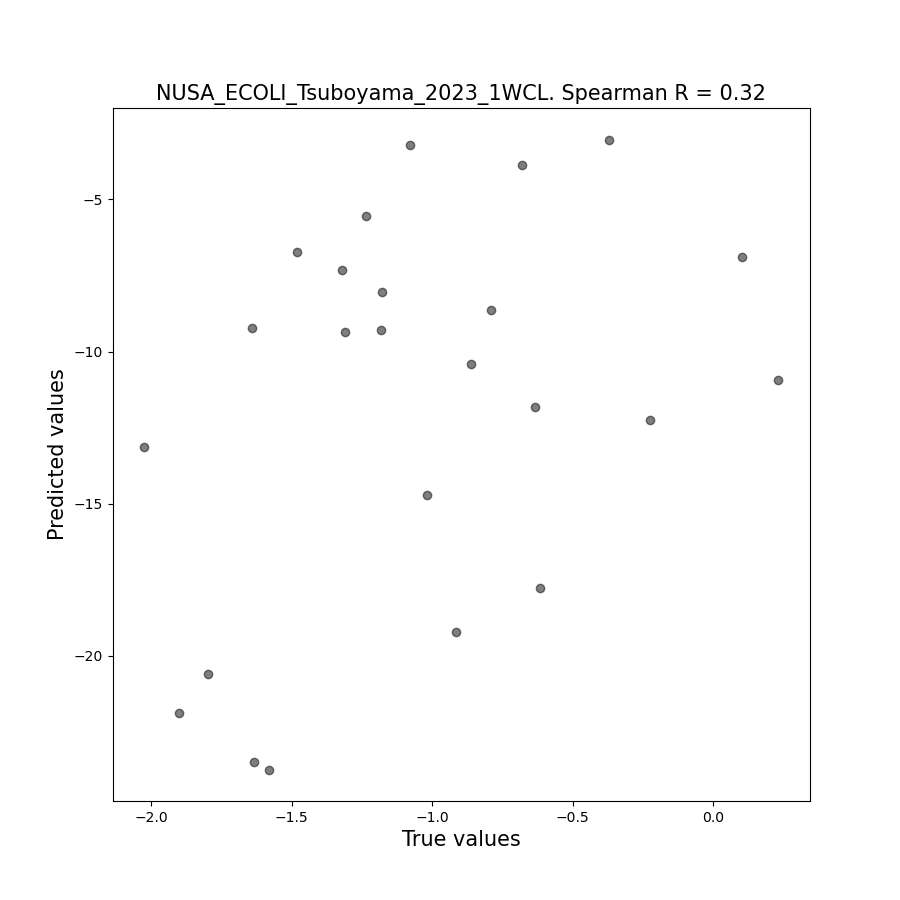 NUSA_ECOLI_Tsuboyama_2023_1WCL. Spearman R = 0.32
−5
−10
−15
−20
Predicted values
−2.0 −1.5 −1.0 −0.5 0.0
True values